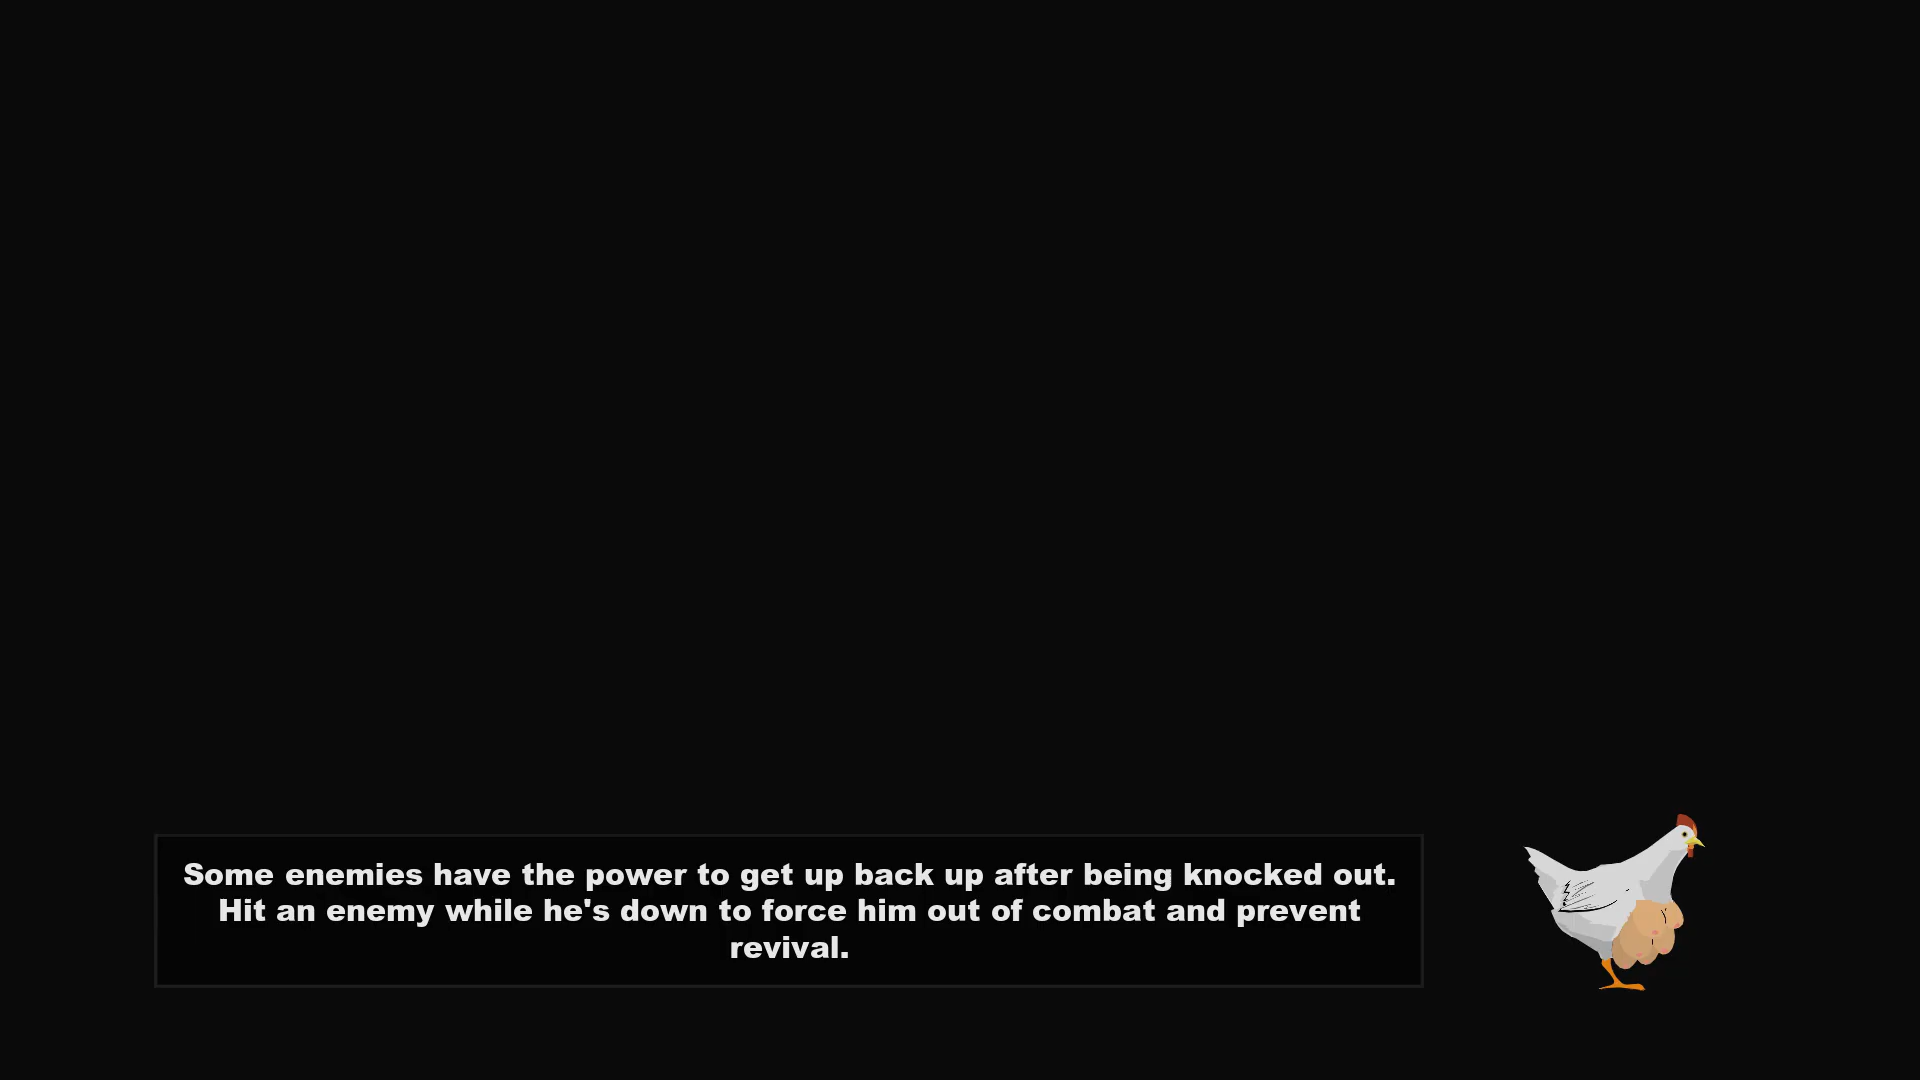 Some enemies have the power to get up back up after being knocked out.
Hit an enemy while he's down to force him out of combat and prevent
revival.